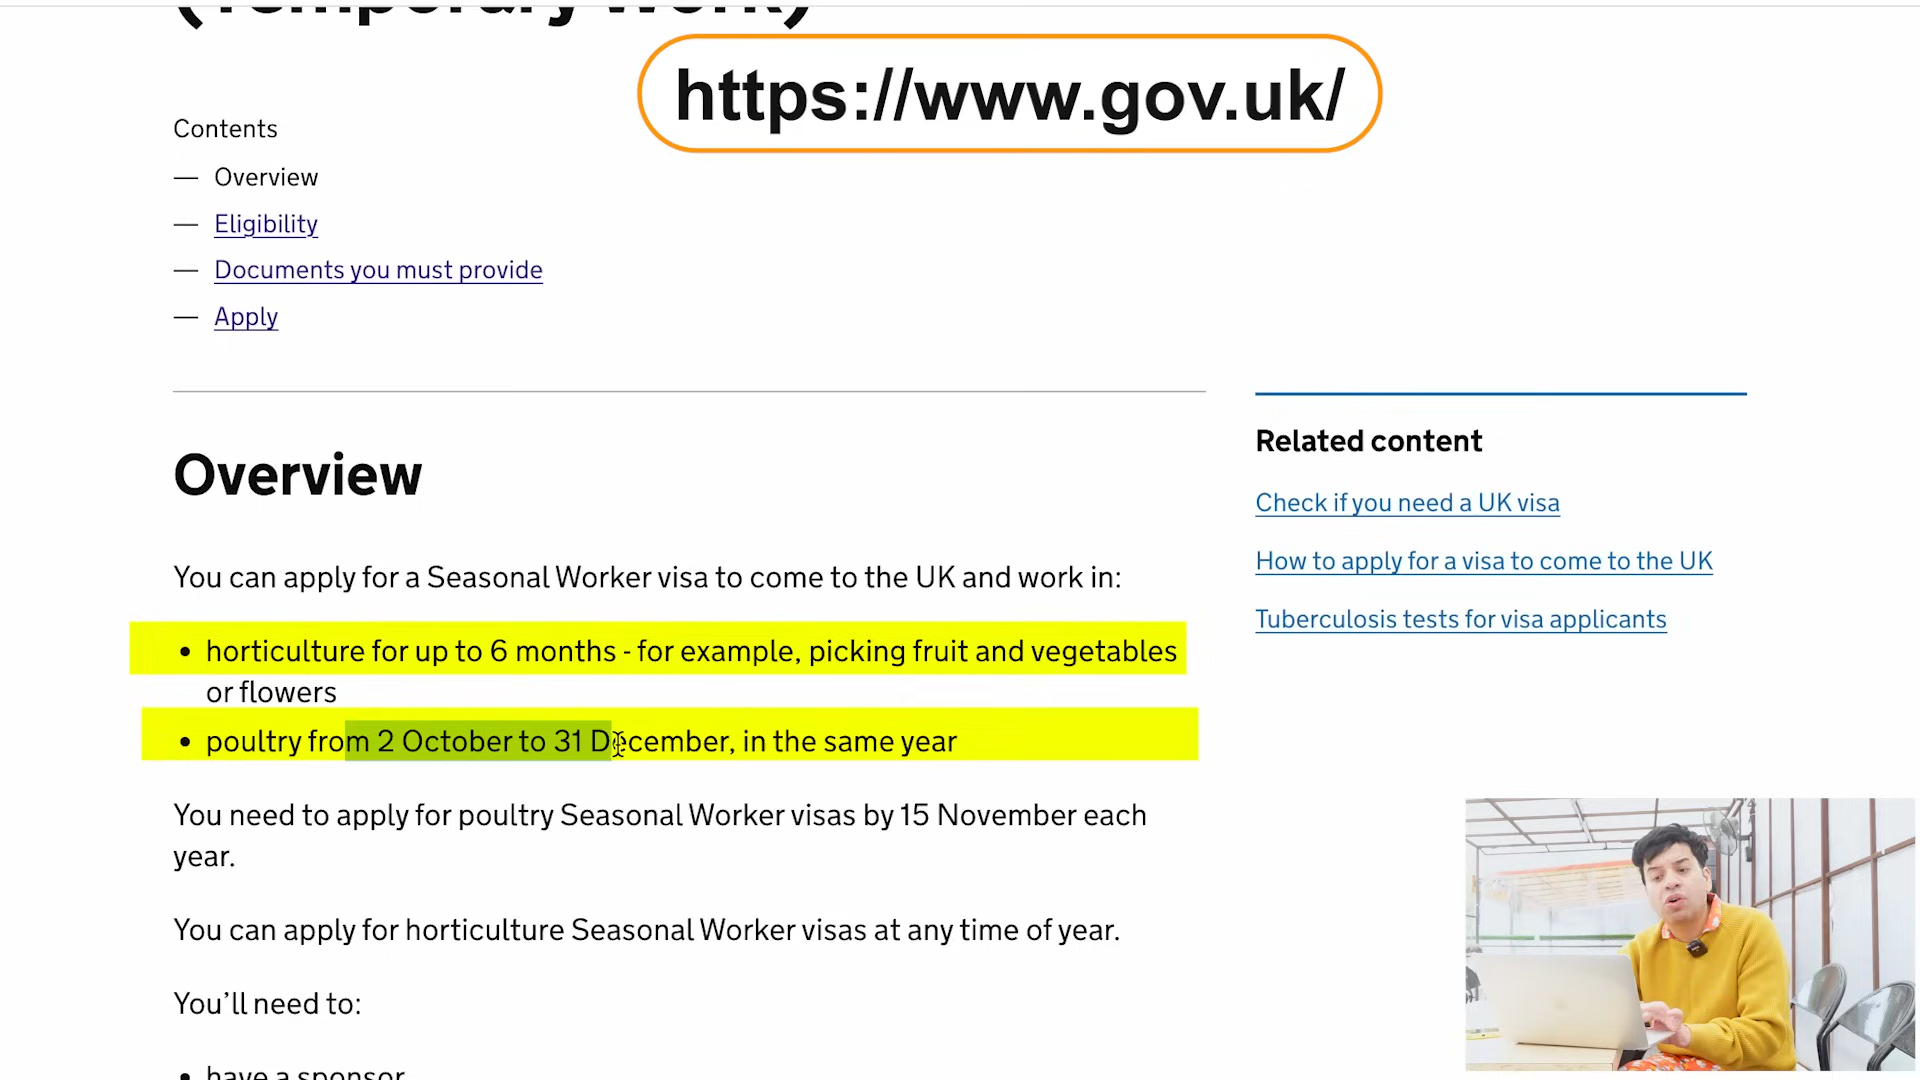 (Temporary Work)
https://www.gov.uk/
Contents
— Overview
— Eligibility
— Documents you must provide
— Apply
Overview
You can apply for a Seasonal Worker visa to come to the UK and work in:
• horticulture for up to 6 months - for example, picking fruit and vegetables
or flowers
• poultry from 2 October to 31 December, in the same year
You need to apply for poultry Seasonal Worker visas by 15 November each
year.
You can apply for horticulture Seasonal Worker visas at any time of year.
You’ll need to:
• have a sponsor
Related content
Check if you need a UK visa
How to apply for a visa to come to the UK
Tuberculosis tests for visa applicants